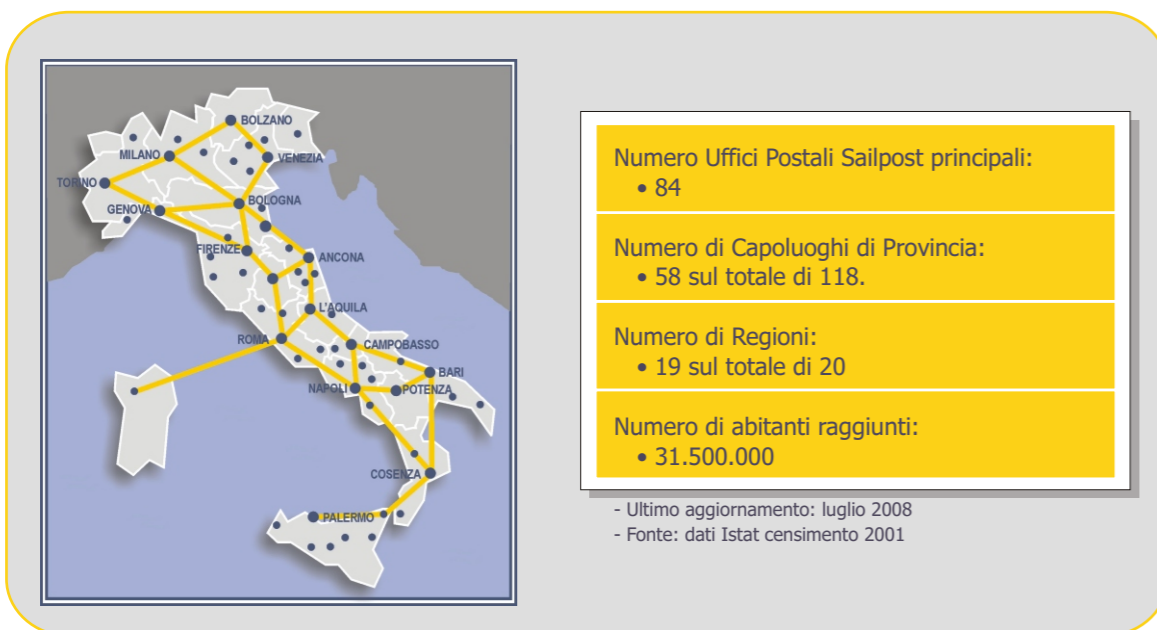 BOLZANO
MILANO
VENEZIA
TORINO
BOLOGNA
GENOVA
FIRENZE
ANCONA
L'AQUILA
ROMA
CAMPOBASSO
BARI
NAPOLI
POTENZA
COSENZA
PALERMO
Numero Uffici Postali Sailpost principali:
• 84
Numero di Capoluoghi di Provincia:
• 58 sul totale di 118.
Numero di Regioni:
• 19 sul totale di 20
Numero di abitanti raggiunti:
• 31.500.000
- Ultimo aggiornamento: luglio 2008
- Fonte: dati Istat censimento 2001